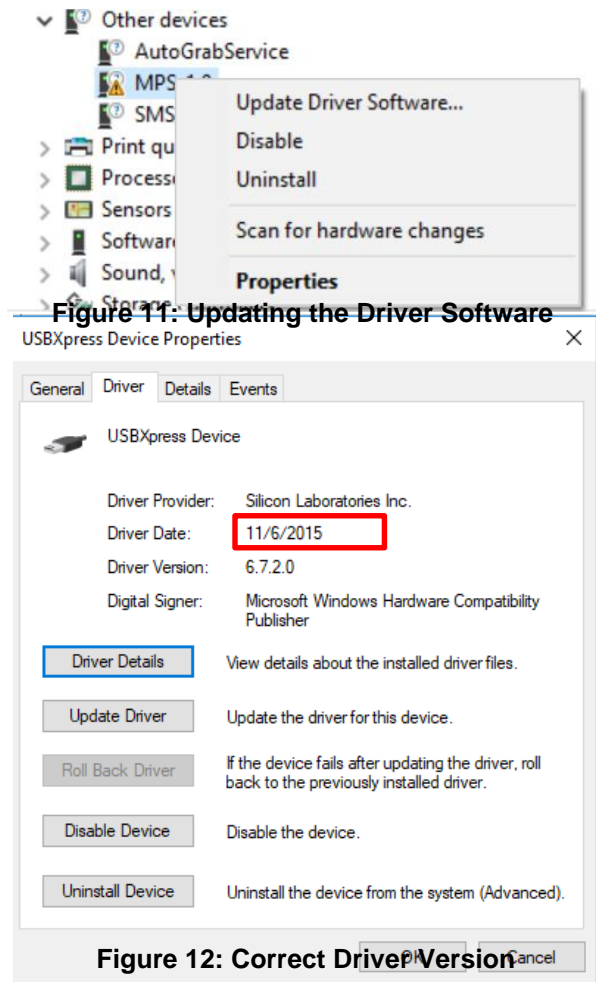 Other devices
AutoGrabService
MPS
SMS
Update Driver Software...
Disable
Uninstall
Scan for hardware changes
Properties
Print qu
Process
Sensors
Softwar
Sound,
Storage
Figure 11: Updating the Driver Software
USBXpress Device Properties
General Driver Details Events
USBXpress Device
Driver Provider: Silicon Laboratories Inc.
Driver Date: 11/6/2015
Driver Version: 6.7.2.0
Digital Signer: Microsoft Windows Hardware Compatibility
Publisher
Driver Details View details about the installed driver files.
Update Driver Update the driver for this device.
Roll Back Driver If the device fails after updating the driver, roll
back to the previously installed driver.
Disable Device Disable the device.
Uninstall Device Uninstall the device from the system (Advanced).
OK Cancel
Figure 12: Correct Driver Version